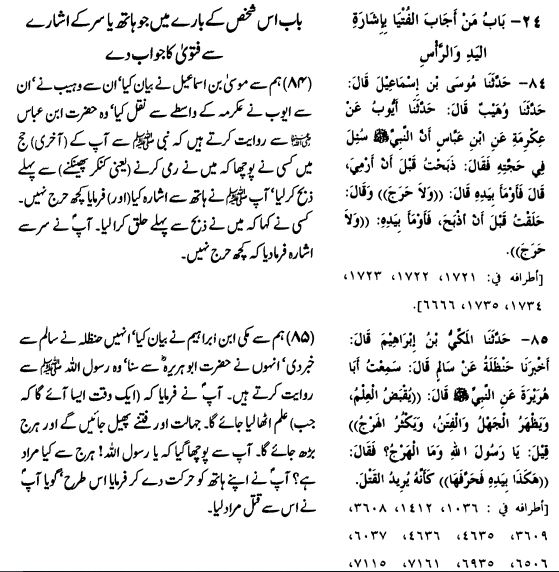 ٢٤- بَابُ مَنْ أَجَابَ الْفُتْيَا بِإِشَارَةِ
الْيَدِ وَالرَّأْسِ
٨٤- حَدَّثَنَا مُوسَى بْنُ إِسْمَاعِيلَ قَالَ:
حَدَّثَنَا وُهَيْبٌ قَالَ: حَدَّثَنَا أَيُّوبُ عَنْ
عِكْرِمَةَ عَنِ ابْنِ عَبَّاسٍ أَنَّ النَّبِيَّ ﷺ سُئِلَ
فِي حَجَّتِهِ فَقَالَ: ذَبَحْتُ قَبْلَ أَنْ أَرْمِيَ،
قَالَ فَأَوْمَأَ بِيَدِهِ قَالَ: ((وَلاَ حَرَجَ)) وَقَالَ:
حَلَقْتُ قَبْلَ أَنْ أَذْبَحَ، فَأَوْمَأَ بِيَدِهِ: ((وَلاَ
حَرَجَ)).
[أطرافه في : ١٧٢١، ١٧٢٢، ١٧٢٣،
١٧٣٤، ١٧٣٥، ٦٦٦٦].
٨٥- حَدَّثَنَا الْمَكِّيُّ بْنُ إِبْرَاهِيْمَ قَالَ:
أَخْبَرَنَا حَنْظَلَةُ عَنْ سَالِمٍ قَالَ: سَمِعْتُ أَبَا
هُرَيْرَةَ عَنِ النَّبِيِّ ﷺ قَالَ: ((يُقْبَضُ الْعِلْمُ،
وَيَظْهَرُ الْجَهْلُ وَالْفِتَنُ، وَيَكْثُرُ الْهَرْجُ))
قِيْلَ: يَا رَسُولَ اللهِ وَمَا الْهَرْجُ؟ فَقَالَ:
((هَكَذَا بِيَدِهِ فَحَرَّفَهَا)) كَأَنَّهُ يُرِيدُ الْقَتْلَ.
[أطرافه في : ١٠٣٦، ١٤١٢، ٣٦٠٨،
٣٦٠٩، ٤٦٣٥، ٤٦٣٦، ٦٠٣٧،
٦٥٠٦، ٦٩٣٥، ٧١٦١، ٧١١٥،
باب اس شخص کے بارے میں جو ہاتھ یا سر کے اشارے
سے فتویٰ کا جواب دے
(۸۴) ہم سے موسیٰ بن اسماعیل نے بیان کیا' ان سے وہیب نے' ان
سے ایوب نے عکرمہ کے واسطے سے نقل کیا' وہ حضرت ابن عباس
رضی اللہ عنہما سے روایت کرتے ہیں کہ نبی ﷺ سے آپ کے (آخری) حج
میں کسی نے پوچھا کہ میں نے رمی کرنے (یعنی کنکر پھینکنے) سے پہلے
ذبح کر لیا' آپ ﷺ نے ہاتھ سے اشارہ کیا (اور) فرمایا کچھ حرج نہیں۔
کسی نے کہا کہ میں نے ذبح سے پہلے حلق کرا لیا۔ آپؐ نے سر سے
اشارہ فرما دیا کہ کچھ حرج نہیں۔
(۸۵) ہم سے مکی ابن ابراہیم نے بیان کیا' انہیں حنظلہ نے سالم سے
خبر دی' انہوں نے حضرت ابو ہریرہؓ سے سنا' وہ رسول اللہ ﷺ سے
روایت کرتے ہیں۔ آپؐ نے فرمایا کہ (ایک وقت ایسا آئے گا کہ
جب) علم اٹھا لیا جائے گا۔ جہالت اور فتنے پھیل جائیں گے اور ہرج
بڑھ جائے گا۔ آپؐ سے پوچھا گیا کہ یا رسول اللہ! ہرج سے کیا مراد
ہے؟ آپؐ نے اپنے ہاتھ کو حرکت دے کر فرمایا اس طرح' گویا آپؐ
نے اس سے قتل مراد لیا۔